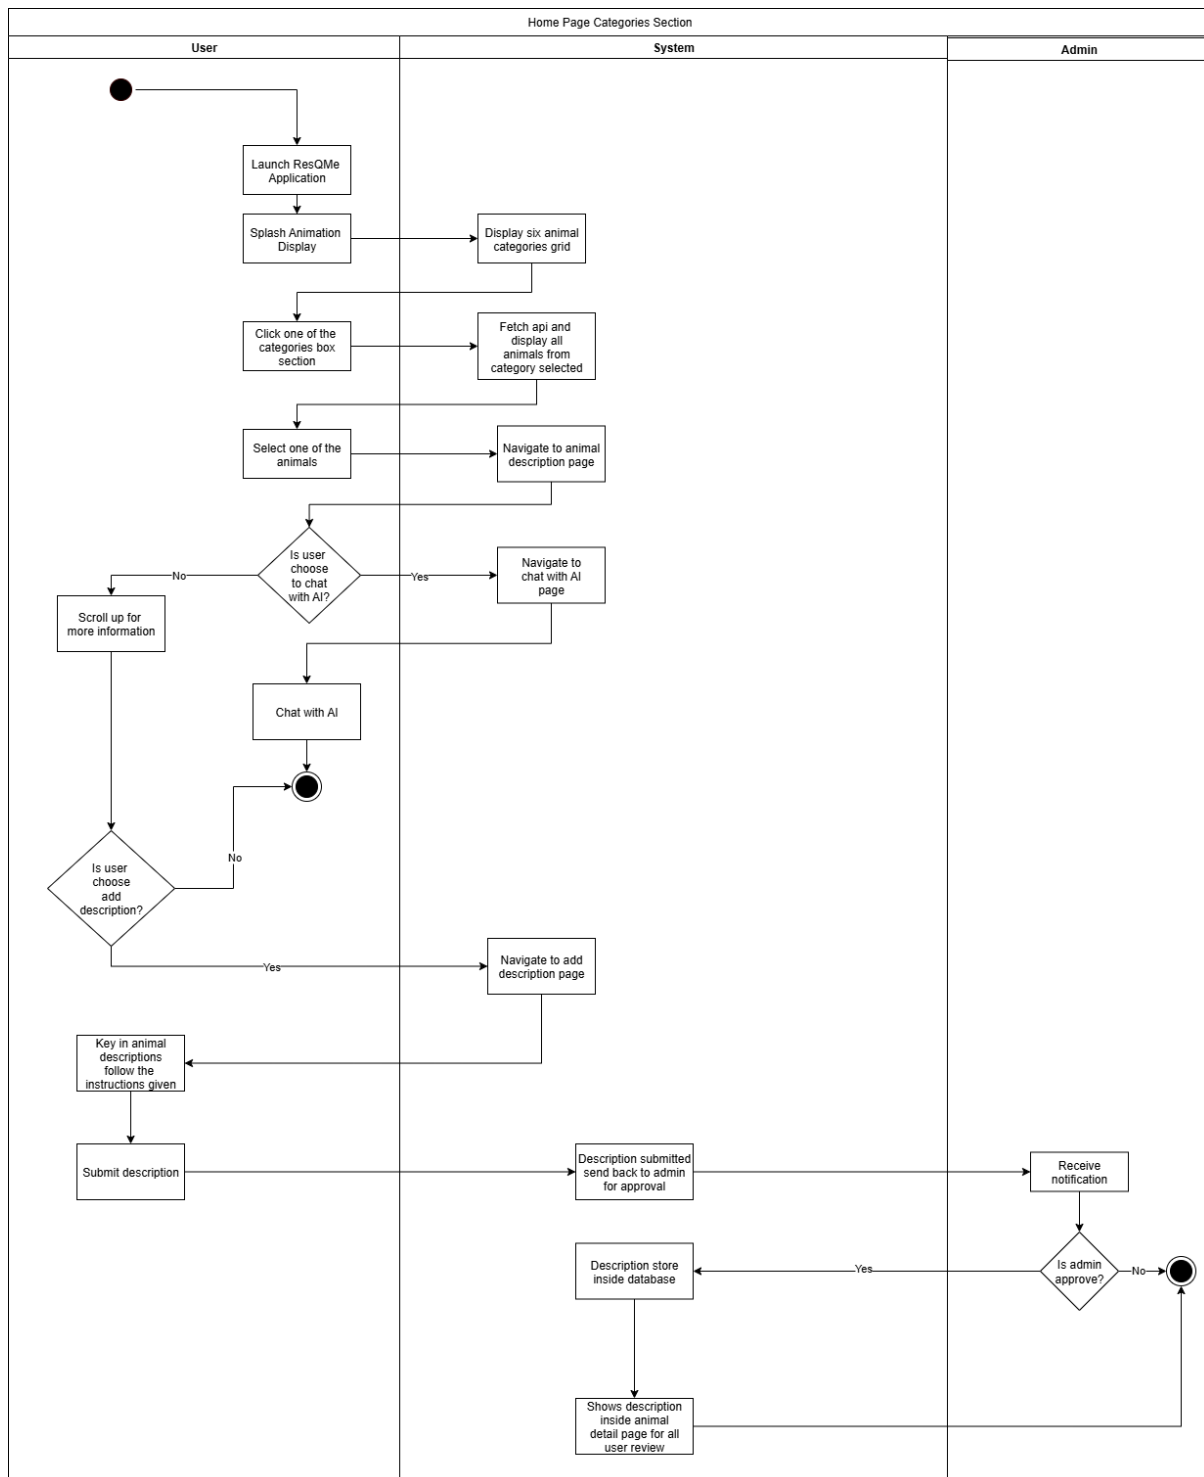 Home Page Categories Section
User
System
Admin
Launch ResQMe
Application
Splash Animation
Display
Display six animal
categories grid
Click one of the
categories box
section
Fetch api and
display all
animals from
category selected
Select one of the
animals
Navigate to animal
description page
Is user
choose
to chat
with AI?
No
Yes
Navigate to
chat with AI
page
Scroll up for
more information
Chat with AI
Is user
choose
add
description?
No
Yes
Navigate to add
description page
Key in animal
descriptions
follow the
instructions given
Submit description
Description submitted
send back to admin
for approval
Receive
notification
Is admin
approve?
No
Yes
Description store
inside database
Shows description
inside animal
detail page for all
user review